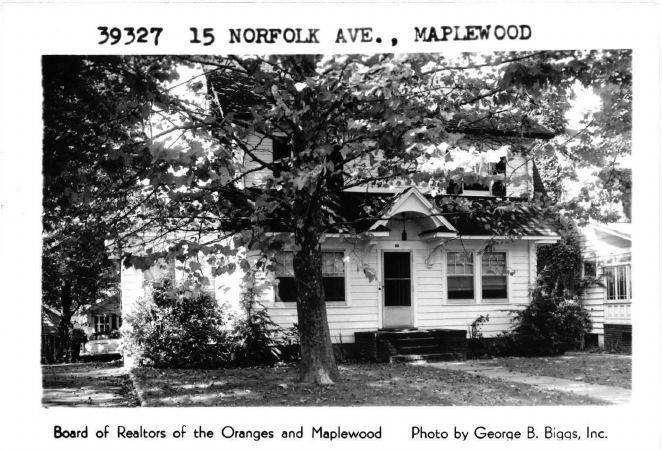 39327 15 NORFOLK AVE., MAPLEWOOD
Board of Realtors of the Oranges and Maplewood Photo by George B. Biggs, Inc.